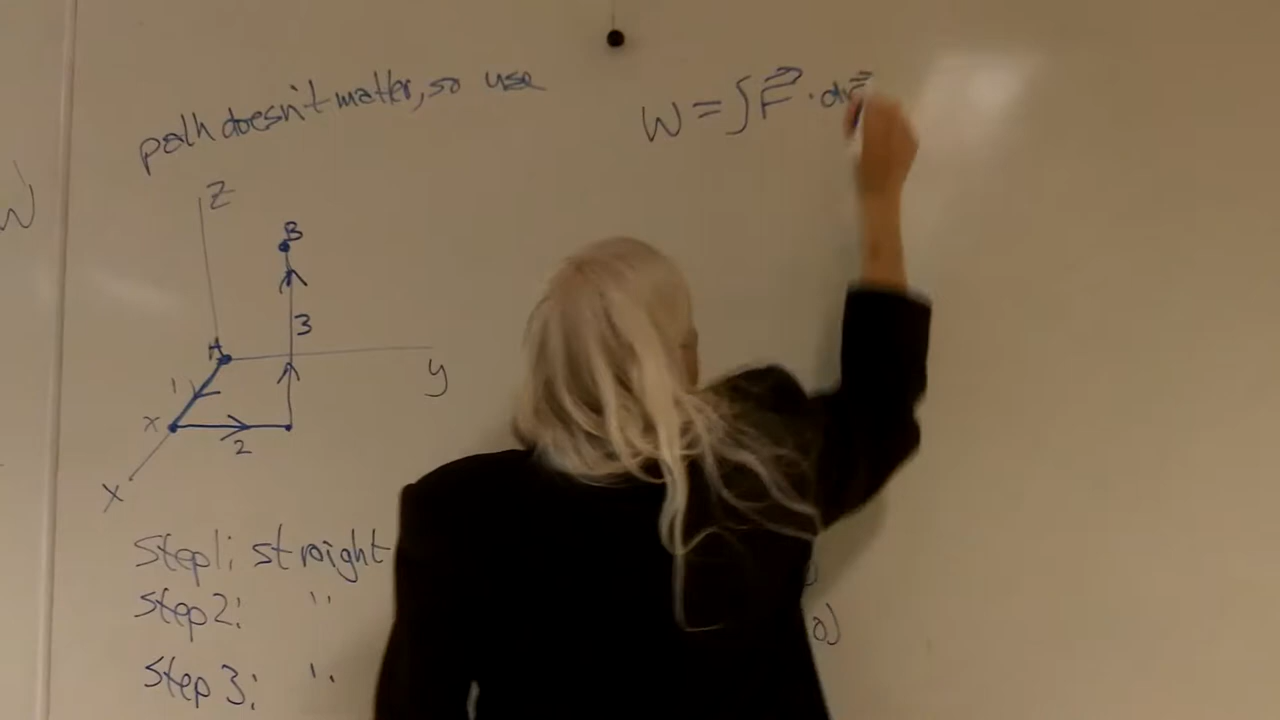 path doesn't matter, so use
W = ∫ F⃗ · dr⃗
W
z
B
3
A
y
1
x
2
x
Step 1: straight
Step 2: "
o)
Step 3: "